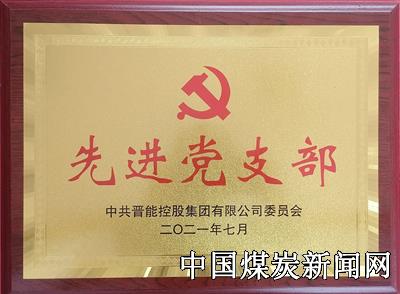 先进党支部
中共晋能控股集团有限公司委员会
二〇二一年七月
中国煤炭新闻网